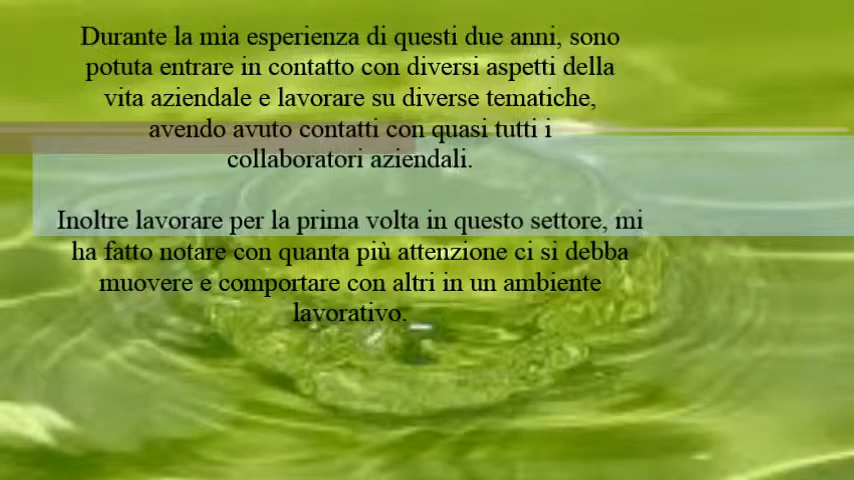 Durante la mia esperienza di questi due anni, sono
potuta entrare in contatto con diversi aspetti della
vita aziendale e lavorare su diverse tematiche,
avendo avuto contatti con quasi tutti i
collaboratori aziendali.
Inoltre lavorare per la prima volta in questo settore, mi
ha fatto notare con quanta più attenzione ci si debba
muovere e comportare con altri in un ambiente
lavorativo.